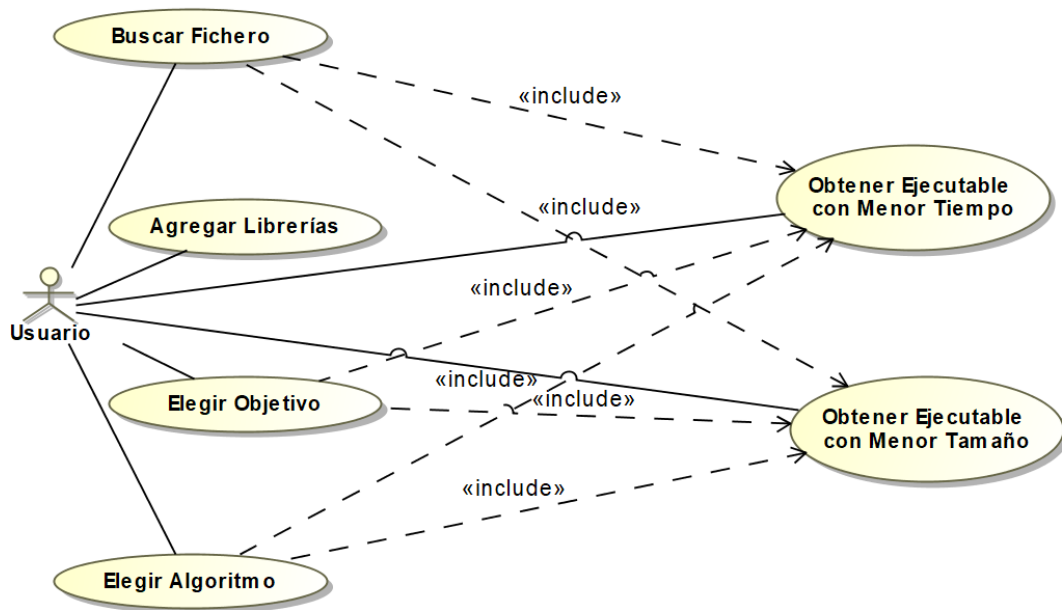 Buscar Fichero
«include»
Obtener Ejecutable
con Menor Tiempo
«include»
Agregar Librerías
«include»
Usuario
«include»
«include»
Elegir Objetivo
Obtener Ejecutable
con Menor Tamaño
«include»
Elegir Algoritmo